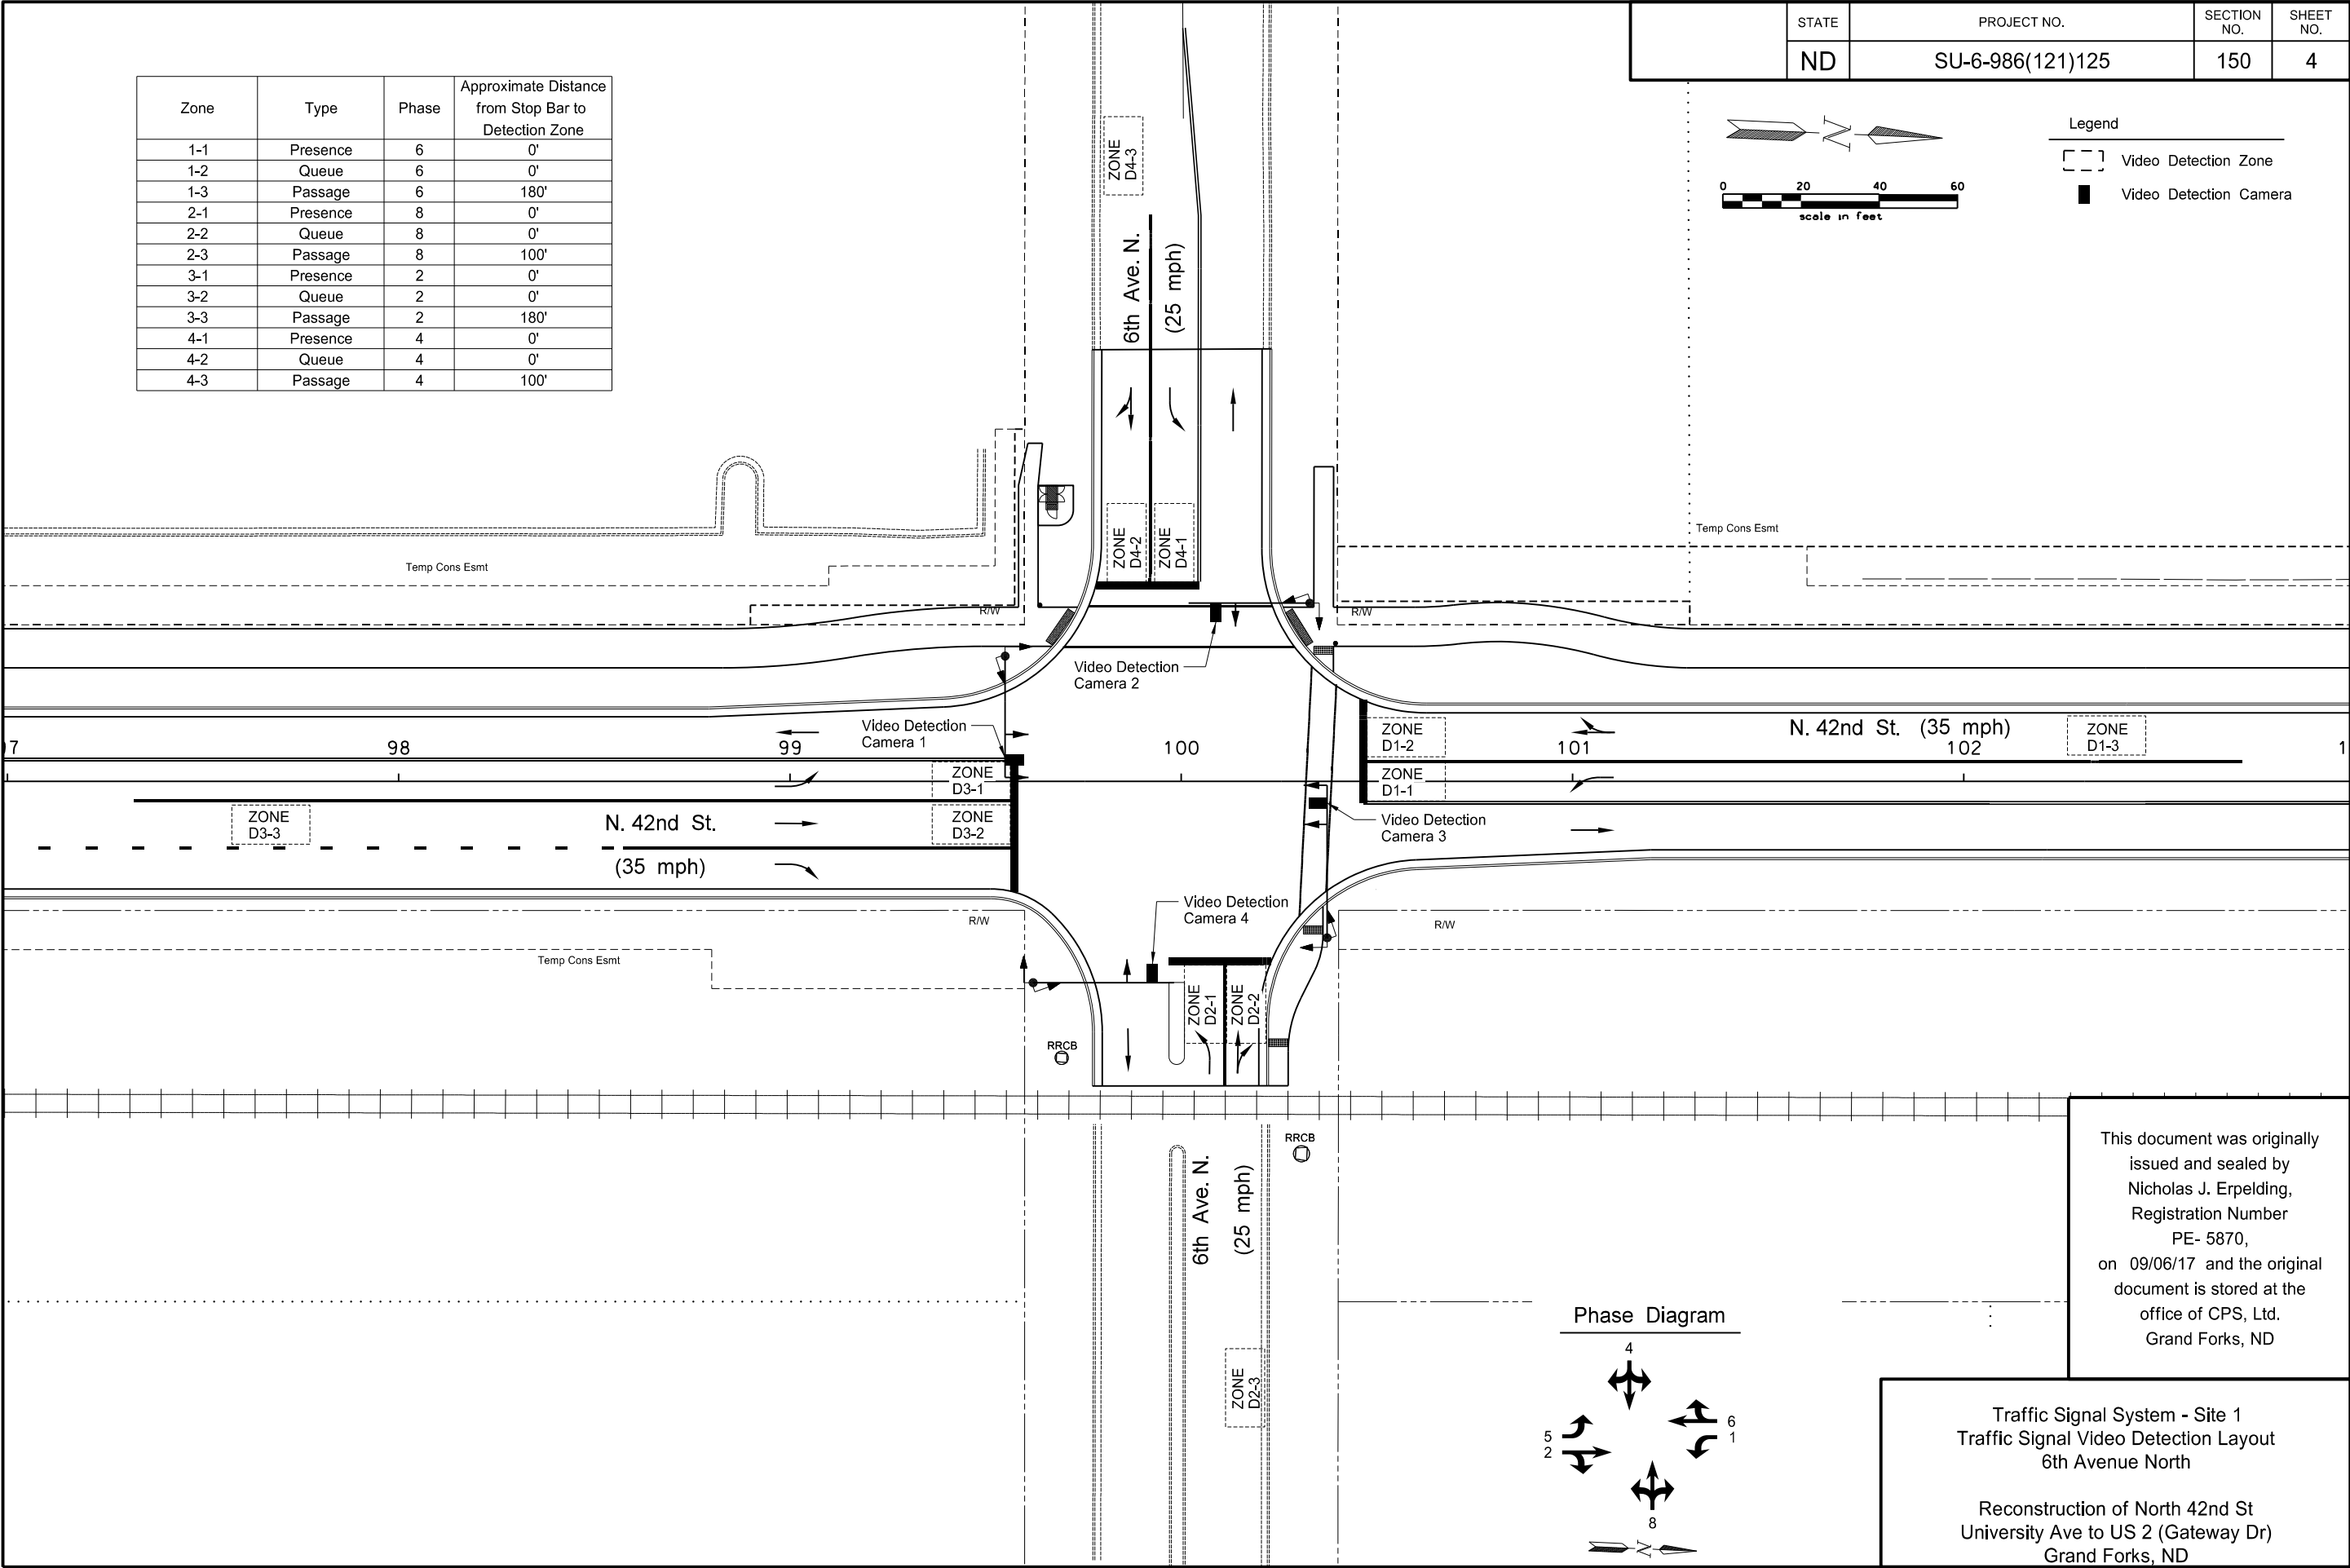 STATE
PROJECT NO.
SECTION
NO.
SHEET
NO.
ND
SU-6-986(121)125
150
4
Zone
Type
Phase
Approximate Distance
from Stop Bar to
Detection Zone
1-1 Presence 6 0'
1-2 Queue 6 0'
1-3 Passage 6 180'
2-1 Presence 8 0'
2-2 Queue 8 0'
2-3 Passage 8 100'
3-1 Presence 2 0'
3-2 Queue 2 0'
3-3 Passage 2 180'
4-1 Presence 4 0'
4-2 Queue 4 0'
4-3 Passage 4 100'
N
0 20 40 60
scale in feet
Legend
Video Detection Zone
Video Detection Camera
ZONE
D4-3
6th Ave. N.
(25 mph)
ZONE
D4-2
ZONE
D4-1
Temp Cons Esmt
Temp Cons Esmt
R/W
R/W
Video Detection
Camera 2
Video Detection
Camera 1
7
98
99
100
101
102
1
ZONE
D1-2
N. 42nd St. (35 mph)
ZONE
D1-3
ZONE
D3-1
ZONE
D1-1
ZONE
D3-3
N. 42nd St.
ZONE
D3-2
(35 mph)
Video Detection
Camera 3
Video Detection
Camera 4
R/W
R/W
Temp Cons Esmt
ZONE
D2-1
ZONE
D2-2
RRCB
RRCB
6th Ave. N.
(25 mph)
ZONE
D2-3
Phase Diagram
4
5
2
6
1
8
N
This document was originally
issued and sealed by
Nicholas J. Erpelding,
Registration Number
PE- 5870,
on 09/06/17 and the original
document is stored at the
office of CPS, Ltd.
Grand Forks, ND
Traffic Signal System - Site 1
Traffic Signal Video Detection Layout
6th Avenue North
Reconstruction of North 42nd St
University Ave to US 2 (Gateway Dr)
Grand Forks, ND